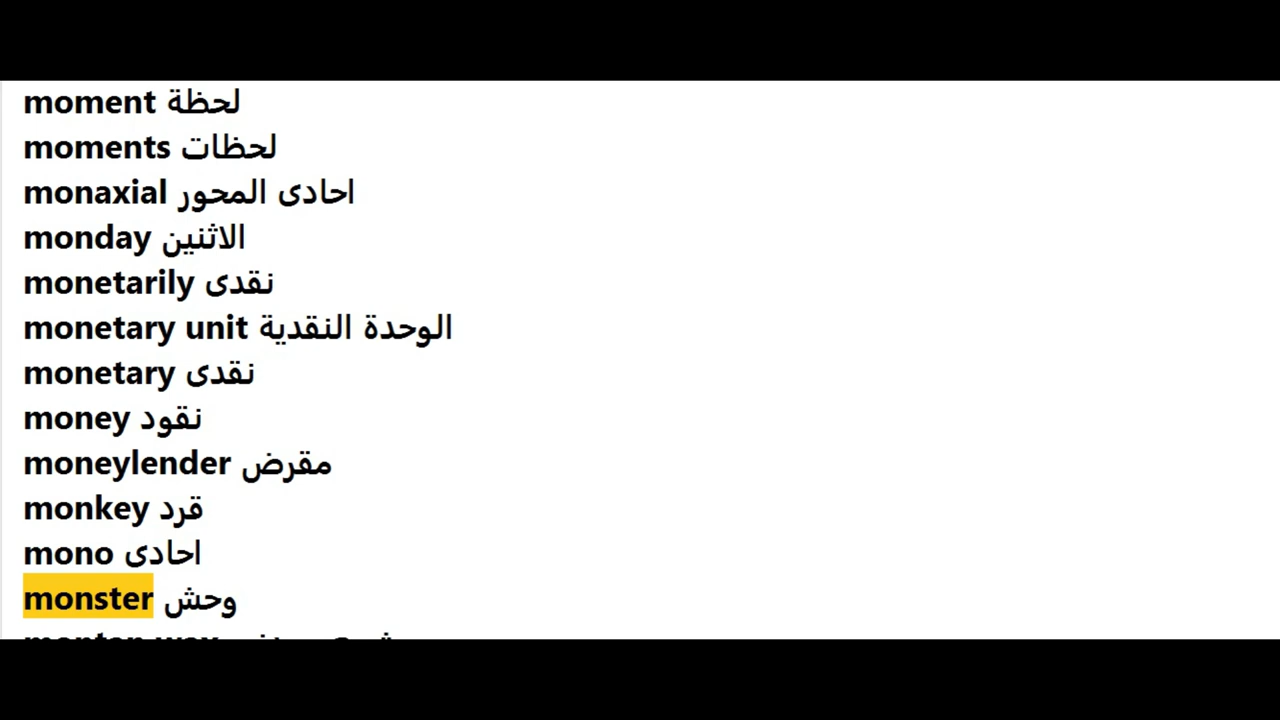 moment لحظة
moments لحظات
monaxial احادى المحور
monday الاثنين
monetarily نقدى
monetary unit الوحدة النقدية
monetary نقدى
money نقود
moneylender مقرض
monkey قرد
mono احادى
monster وحش